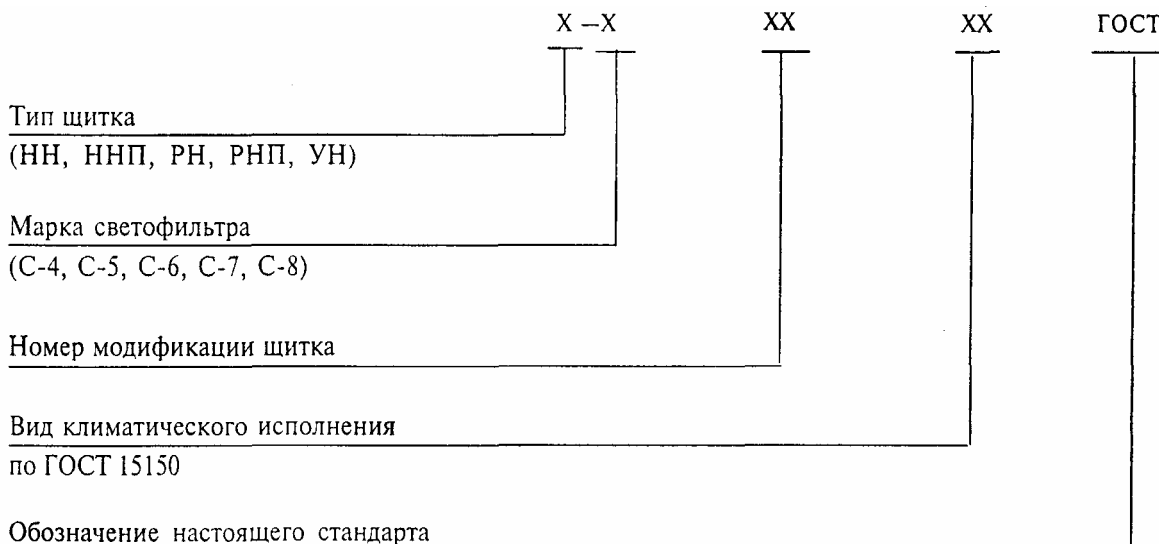 Х –Х ХХ ХХ ГОСТ
Тип щитка
(НН, ННП, РН, РНП, УН)
Марка светофильтра
(С-4, С-5, С-6, С-7, С-8)
Номер модификации щитка
Вид климатического исполнения
по ГОСТ 15150
Обозначение настоящего стандарта